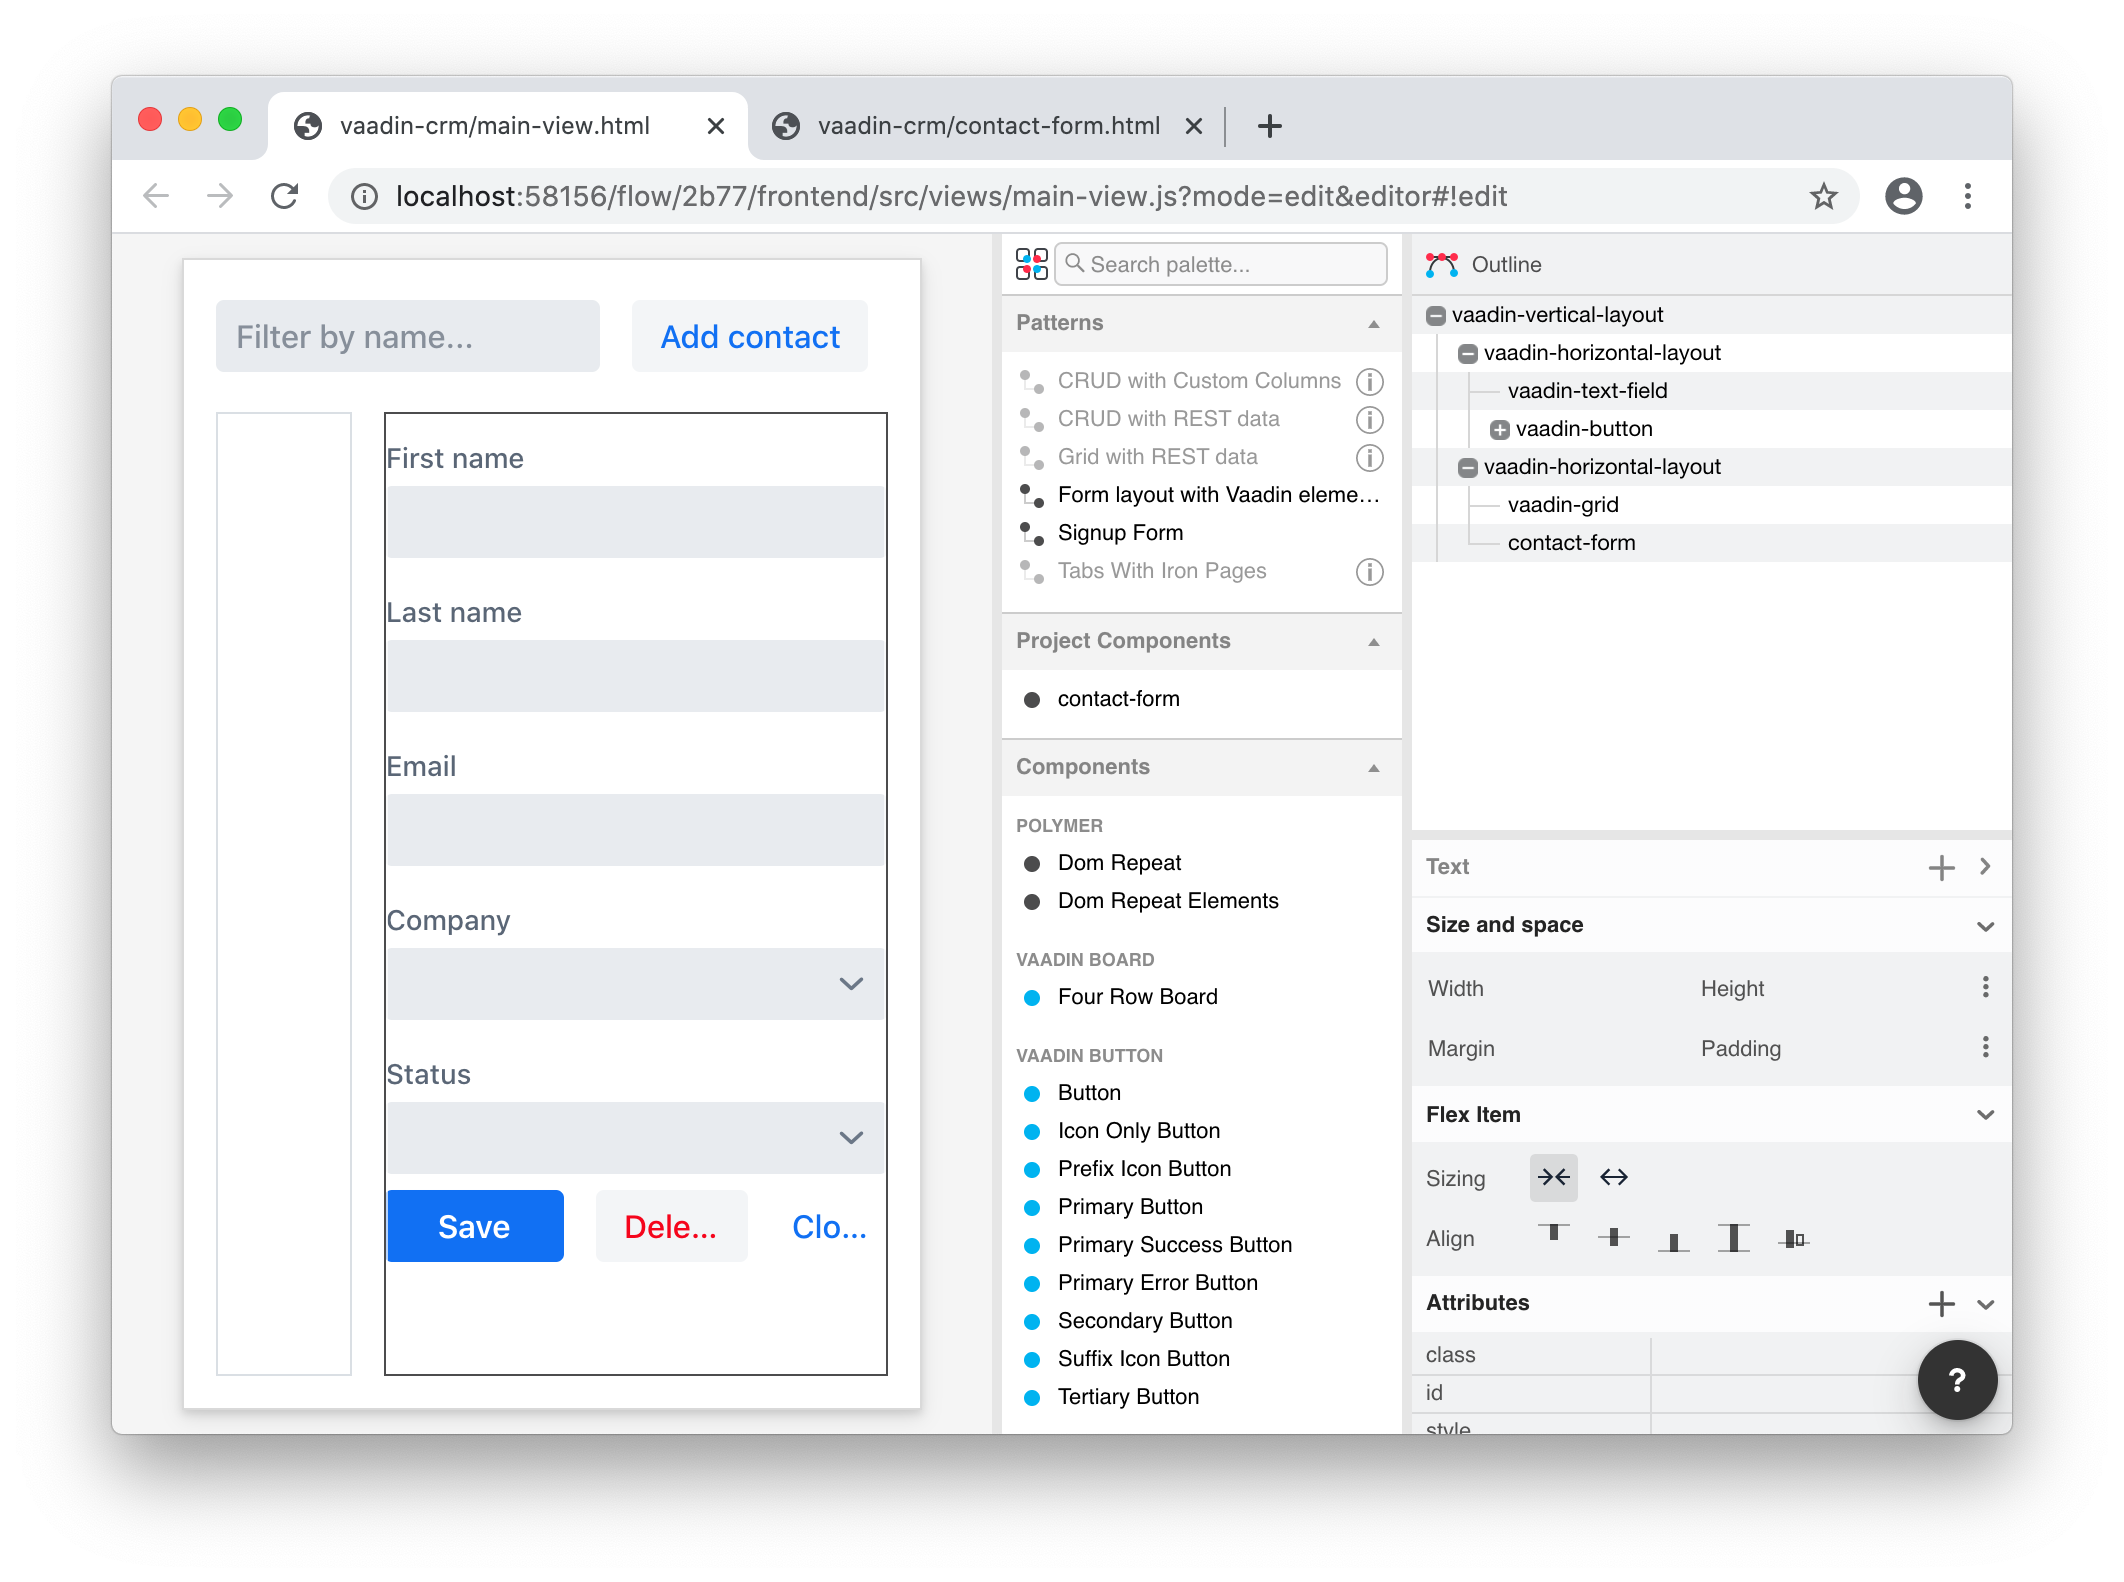 vaadin-crm/main-view.html
vaadin-crm/contact-form.html
localhost:58156/flow/2b77/frontend/src/views/main-view.js?mode=edit&editor#!edit
Filter by name...
Add contact
First name
Last name
Email
Company
Status
Save
Dele...
Clo...
Search palette...
Patterns
CRUD with Custom Columns
CRUD with REST data
Grid with REST data
Form layout with Vaadin eleme…
Signup Form
Tabs With Iron Pages
Project Components
contact-form
Components
POLYMER
Dom Repeat
Dom Repeat Elements
VAADIN BOARD
Four Row Board
VAADIN BUTTON
Button
Icon Only Button
Prefix Icon Button
Primary Button
Primary Success Button
Primary Error Button
Secondary Button
Suffix Icon Button
Tertiary Button
Outline
vaadin-vertical-layout
vaadin-horizontal-layout
vaadin-text-field
vaadin-button
vaadin-horizontal-layout
vaadin-grid
contact-form
Text
Size and space
Width
Height
Margin
Padding
Flex Item
Sizing
Align
Attributes
class
id
style
?